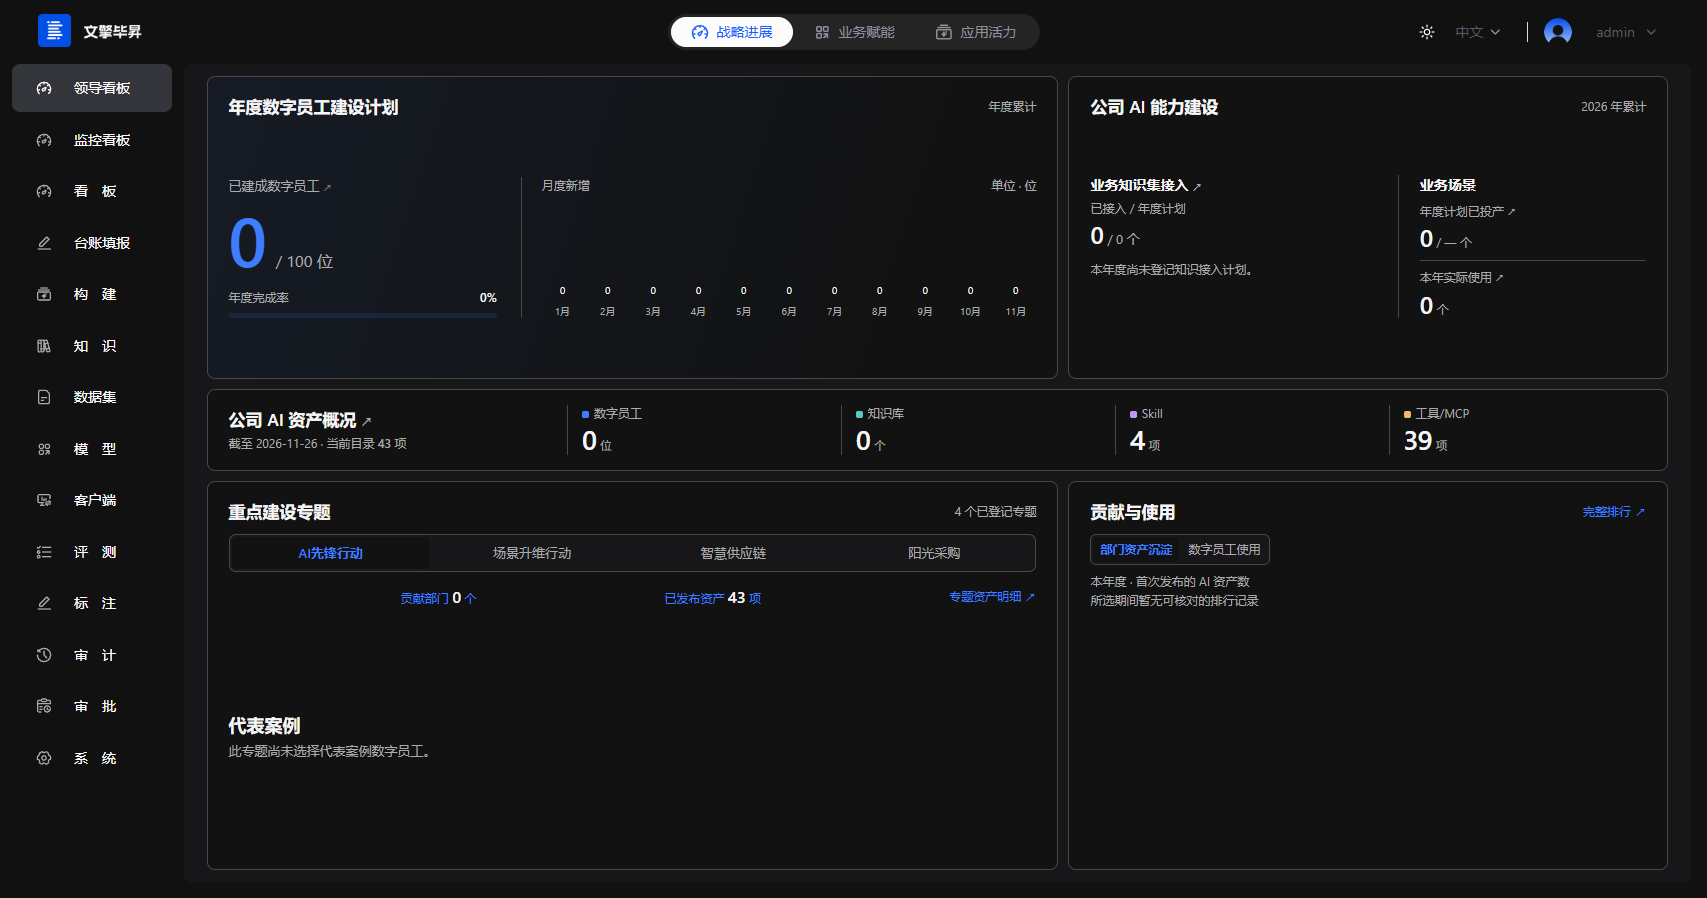 文擎毕昇
战略进展
业务赋能
应用活力
中文
admin
领导看板
监控看板
看 板
台账填报
构 建
知 识
数据集
模 型
客户端
评 测
标 注
审 计
审 批
系 统
年度数字员工建设计划
年度累计
已建成数字员工 ↗
0 / 100 位
年度完成率 0%
月度新增 单位 · 位
0 0 0 0 0 0 0 0 0 0 0
1月 2月 3月 4月 5月 6月 7月 8月 9月 10月 11月
公司 AI 能力建设
2026 年累计
业务知识集接入 ↗
已接入 / 年度计划
0 / 0 个
本年度尚未登记知识接入计划。
业务场景
年度计划已投产 ↗
0 / — 个
本年实际使用 ↗
0 个
公司 AI 资产概况 ↗
截至 2026-11-26 · 当前目录 43 项
数字员工
0 位
知识库
0 个
Skill
4 项
工具/MCP
39 项
重点建设专题
4 个已登记专题
AI先锋行动
场景升维行动
智慧供应链
阳光采购
贡献部门 0 个
已发布资产 43 项
专题资产明细 ↗
代表案例
此专题尚未选择代表案例数字员工。
贡献与使用
完整排行 ↗
部门资产沉淀
数字员工使用
本年度 · 首次发布的 AI 资产数
所选期间暂无可核对的排行记录